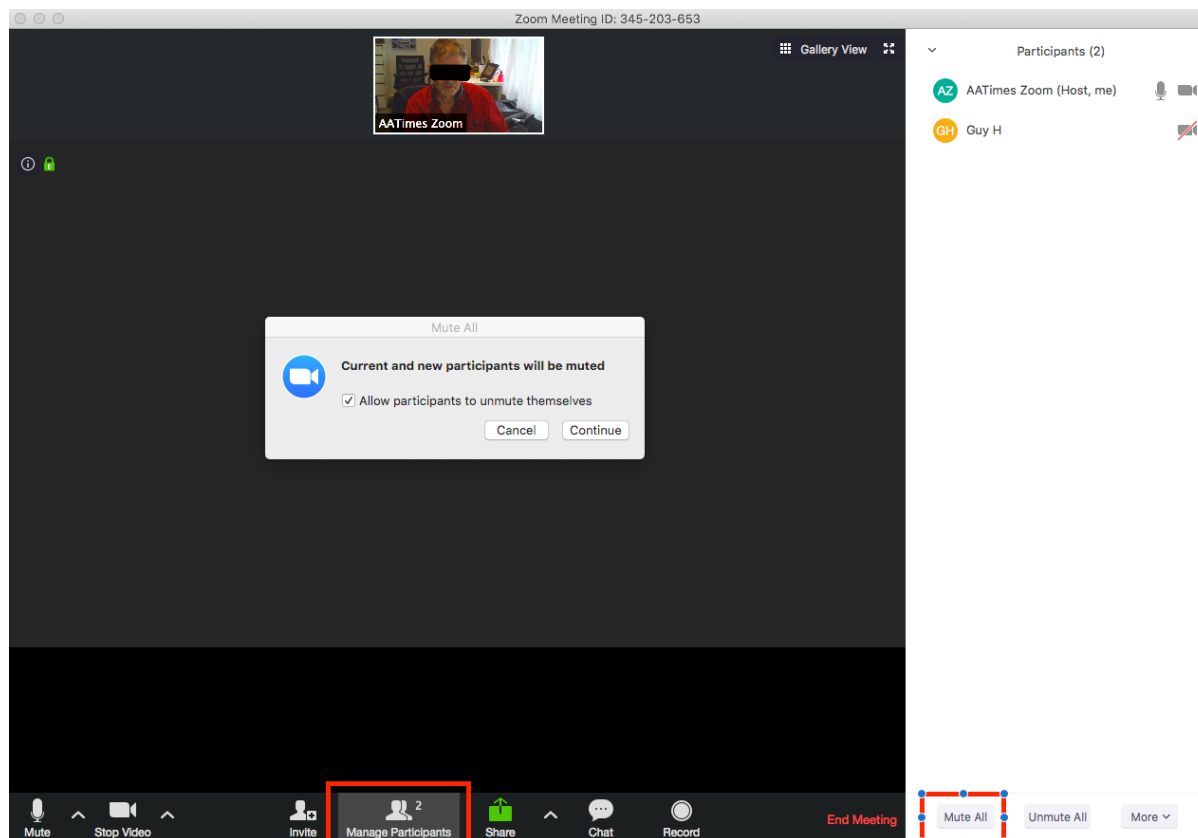 Zoom Meeting ID: 345-203-653
Gallery View
AATimes Zoom
Participants (2)
AZ AATimes Zoom (Host, me)
GH Guy H
Mute All
Current and new participants will be muted
Allow participants to unmute themselves
Cancel Continue
2
Mute Stop Video Invite Manage Participants Share Chat Record End Meeting
Mute All Unmute All More